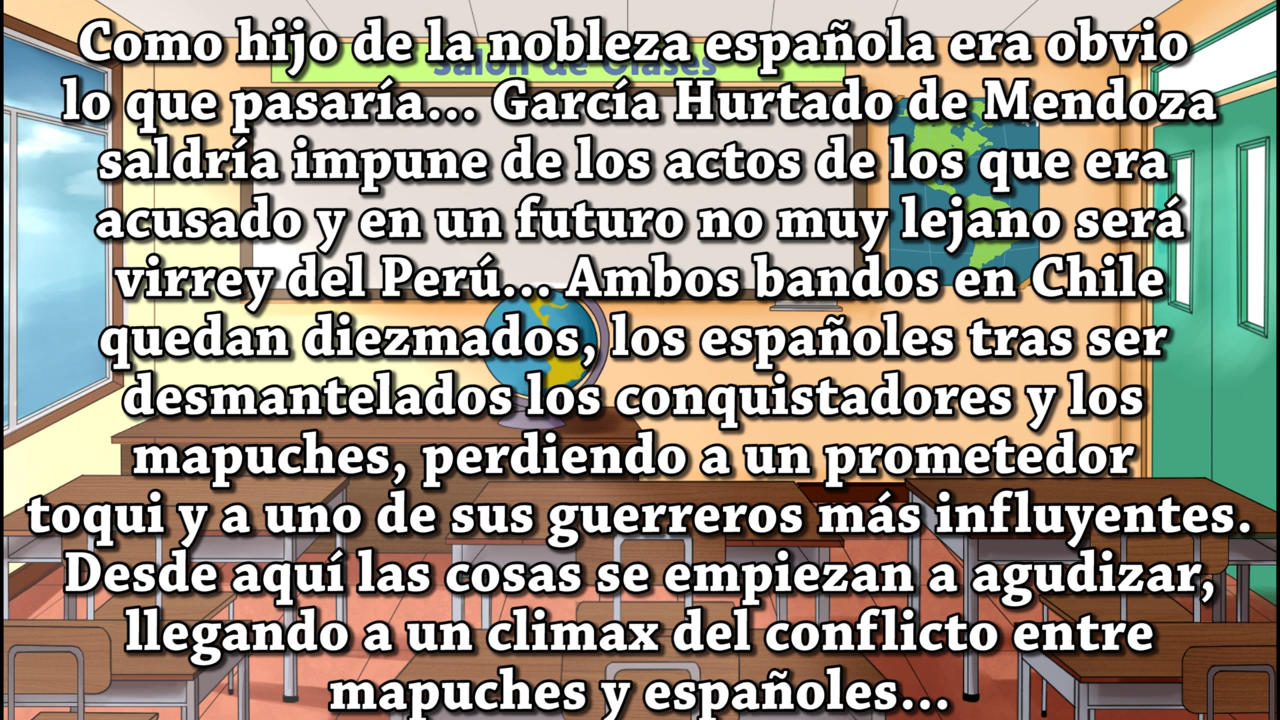 Salón de Clases
Como hijo de la nobleza española era obvio
lo que pasaría... García Hurtado de Mendoza
saldría impune de los actos de los que era
acusado y en un futuro no muy lejano será
virrey del Perú... Ambos bandos en Chile
quedan diezmados, los españoles tras ser
desmantelados los conquistadores y los
mapuches, perdiendo a un prometedor
toqui y a uno de sus guerreros más influyentes.
Desde aquí las cosas se empiezan a agudizar,
llegando a un climax del conflicto entre
mapuches y españoles...